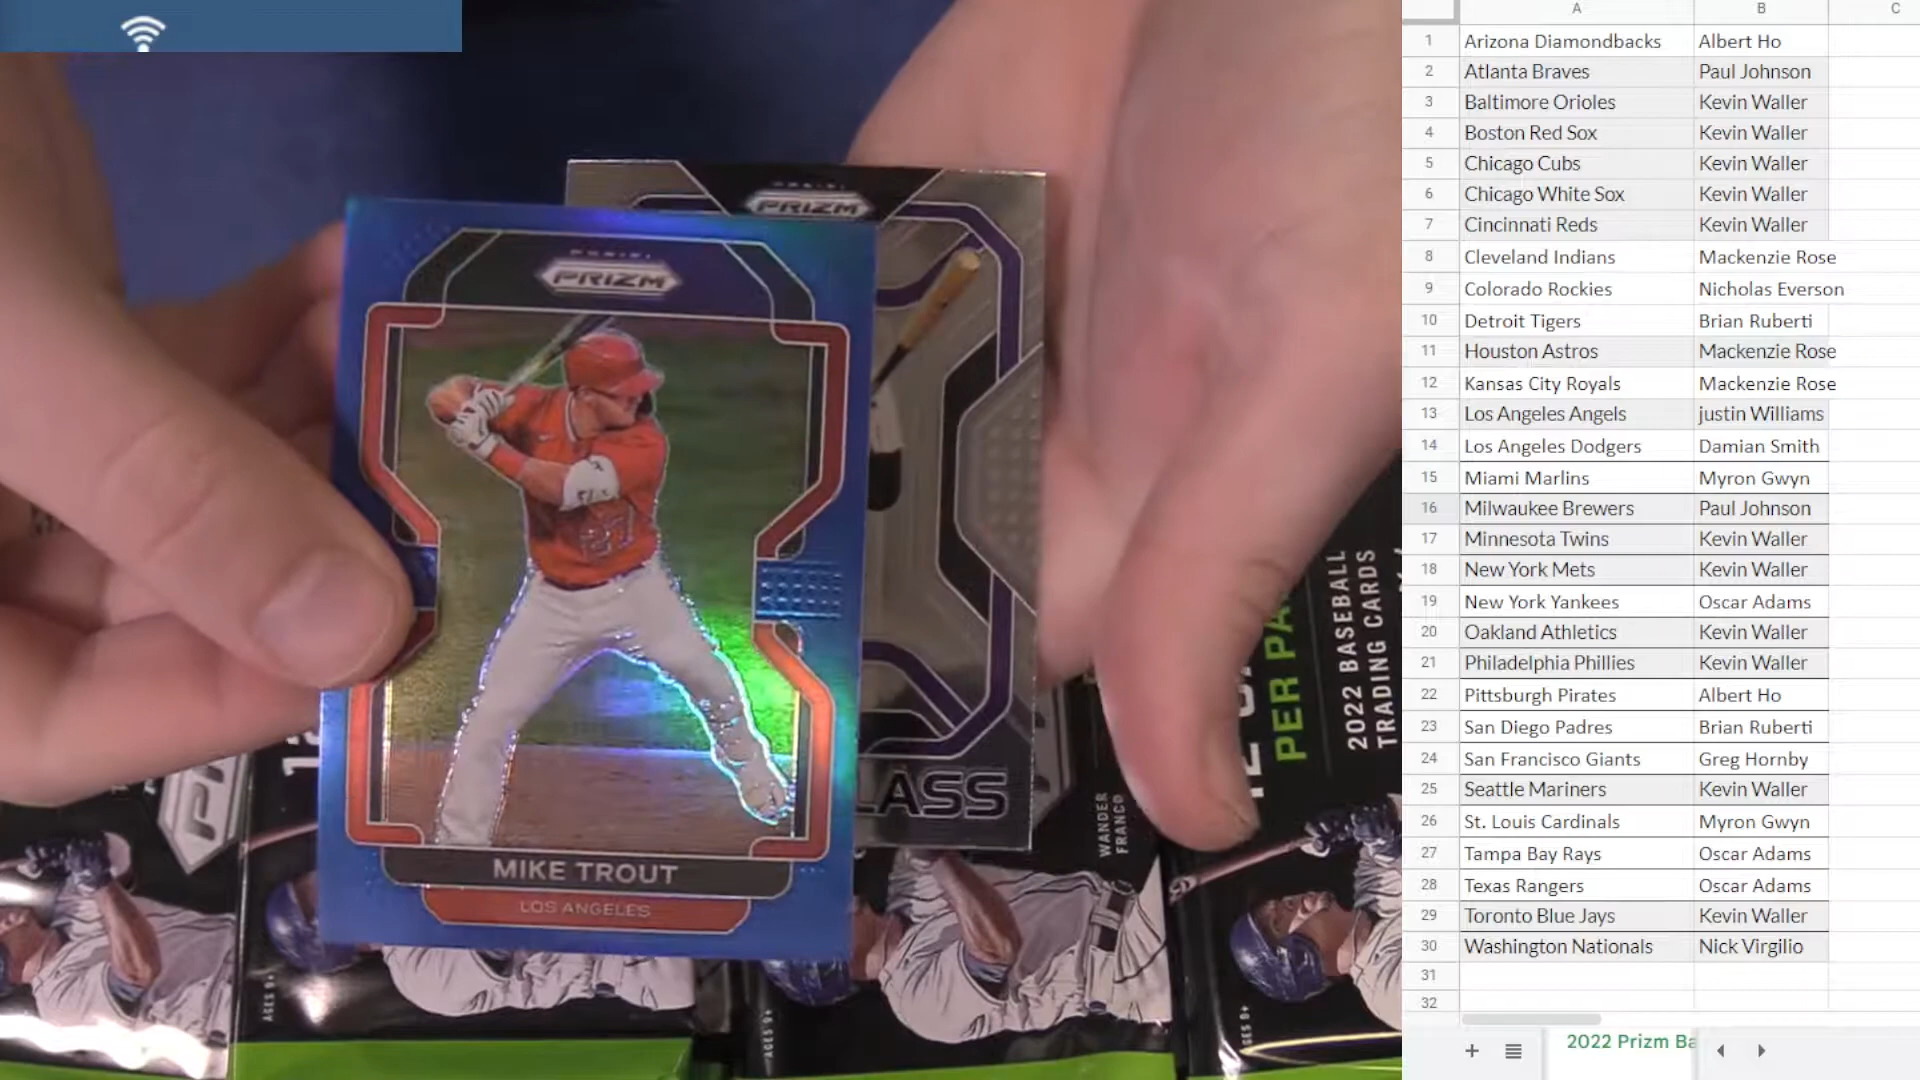 PANINI
PRIZM
PANINI
PRIZM
27
MIKE TROUT
LOS ANGELES
LASS
WANDER
FRANCO
PER PA
2022 BASEBALL
TRADING CARDS
AGES 9+
AGES 9+
A B C
1 Arizona Diamondbacks Albert Ho
2 Atlanta Braves Paul Johnson
3 Baltimore Orioles Kevin Waller
4 Boston Red Sox Kevin Waller
5 Chicago Cubs Kevin Waller
6 Chicago White Sox Kevin Waller
7 Cincinnati Reds Kevin Waller
8 Cleveland Indians Mackenzie Rose
9 Colorado Rockies Nicholas Everson
10 Detroit Tigers Brian Ruberti
11 Houston Astros Mackenzie Rose
12 Kansas City Royals Mackenzie Rose
13 Los Angeles Angels justin Williams
14 Los Angeles Dodgers Damian Smith
15 Miami Marlins Myron Gwyn
16 Milwaukee Brewers Paul Johnson
17 Minnesota Twins Kevin Waller
18 New York Mets Kevin Waller
19 New York Yankees Oscar Adams
20 Oakland Athletics Kevin Waller
21 Philadelphia Phillies Kevin Waller
22 Pittsburgh Pirates Albert Ho
23 San Diego Padres Brian Ruberti
24 San Francisco Giants Greg Hornby
25 Seattle Mariners Kevin Waller
26 St. Louis Cardinals Myron Gwyn
27 Tampa Bay Rays Oscar Adams
28 Texas Rangers Oscar Adams
29 Toronto Blue Jays Kevin Waller
30 Washington Nationals Nick Virgilio
31
32
2022 Prizm Ba